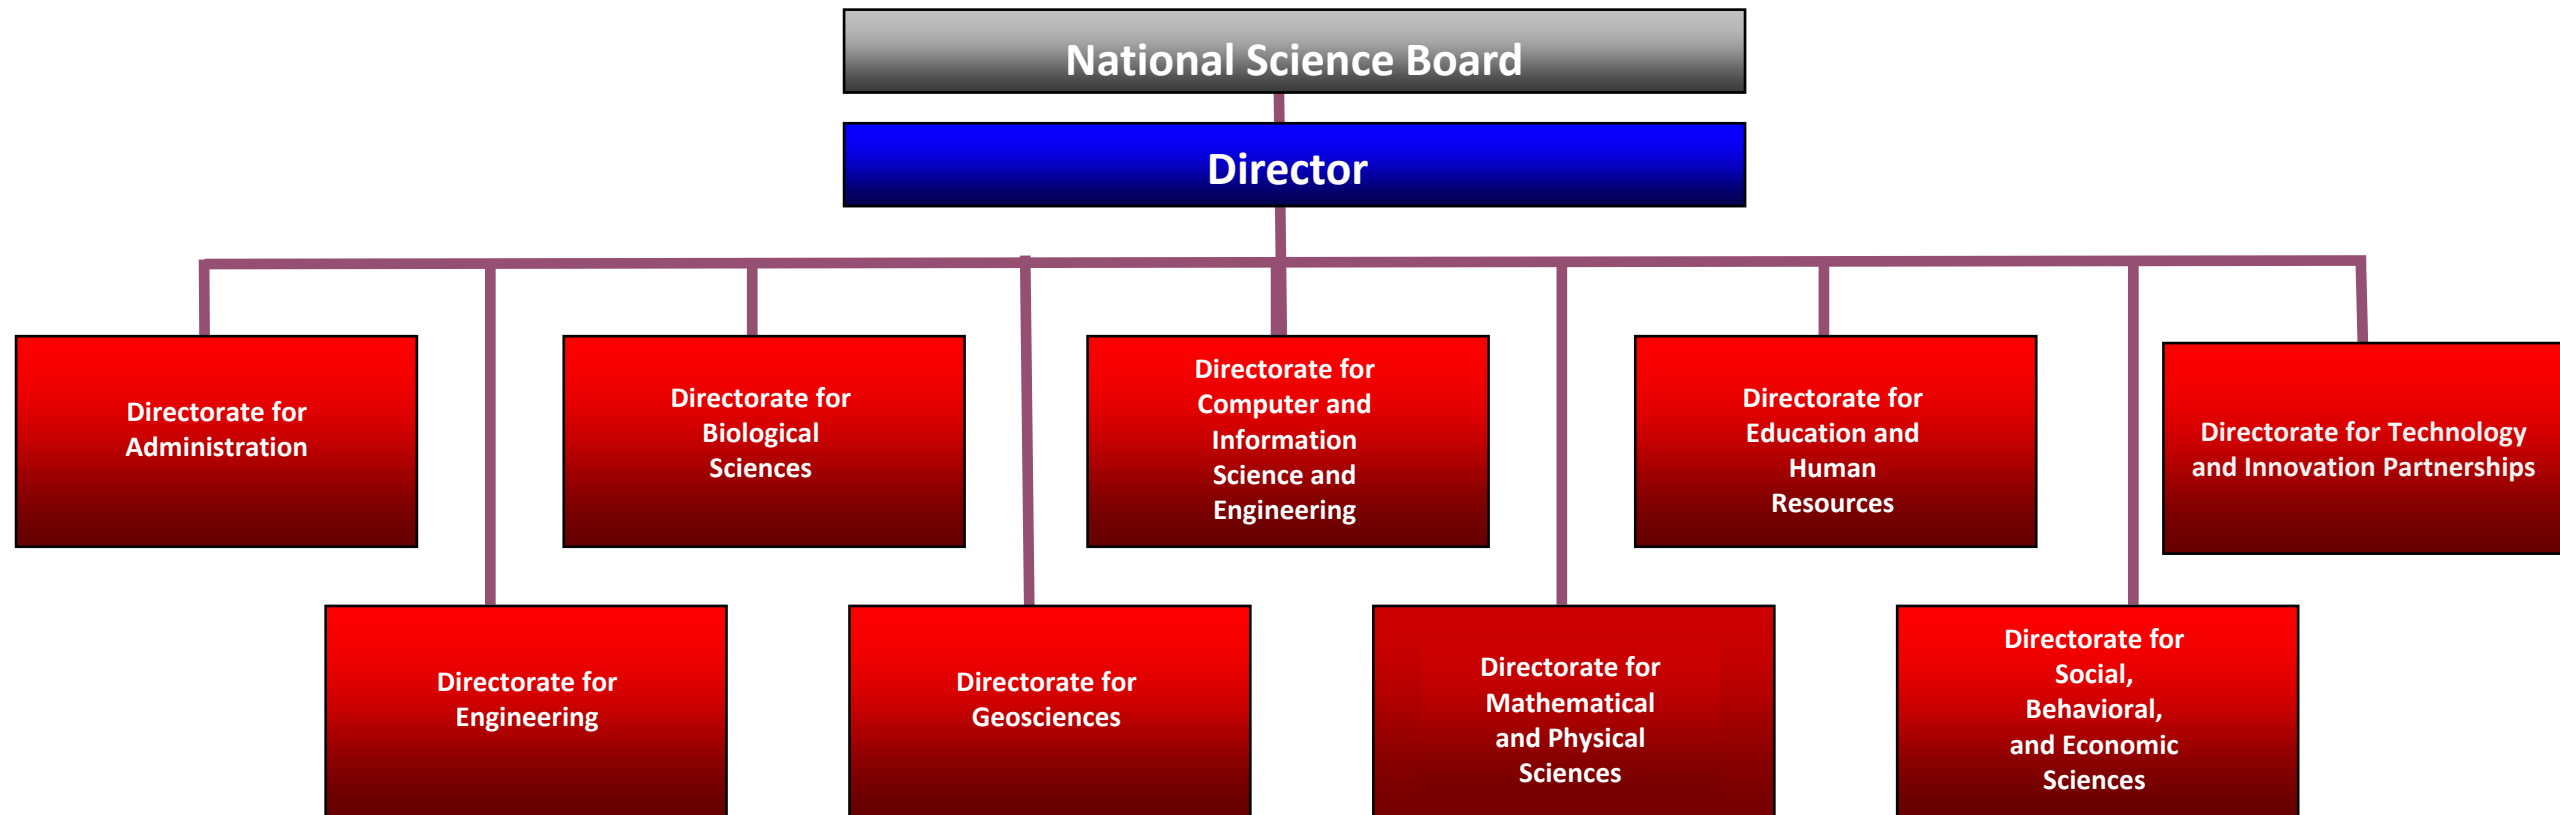 National Science Board
Director
Directorate for
Administration
Directorate for
Biological
Sciences
Directorate for
Computer and
Information
Science and
Engineering
Directorate for
Education and
Human
Resources
Directorate for Technology
and Innovation Partnerships
Directorate for
Engineering
Directorate for
Geosciences
Directorate for
Mathematical
and Physical
Sciences
Directorate for
Social,
Behavioral,
and Economic
Sciences